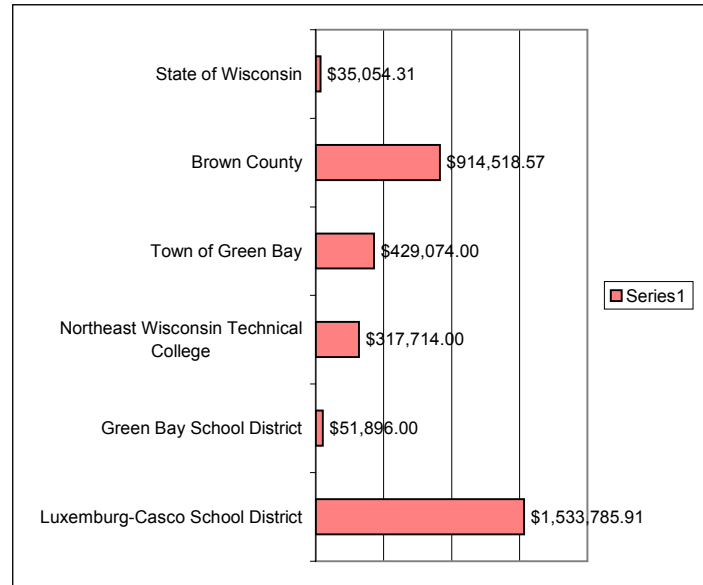 State of Wisconsin
$35,054.31
Brown County
$914,518.57
Town of Green Bay
$429,074.00
Northeast Wisconsin Technical
College
$317,714.00
Green Bay School District
$51,896.00
Luxemburg-Casco School District
$1,533,785.91
Series1